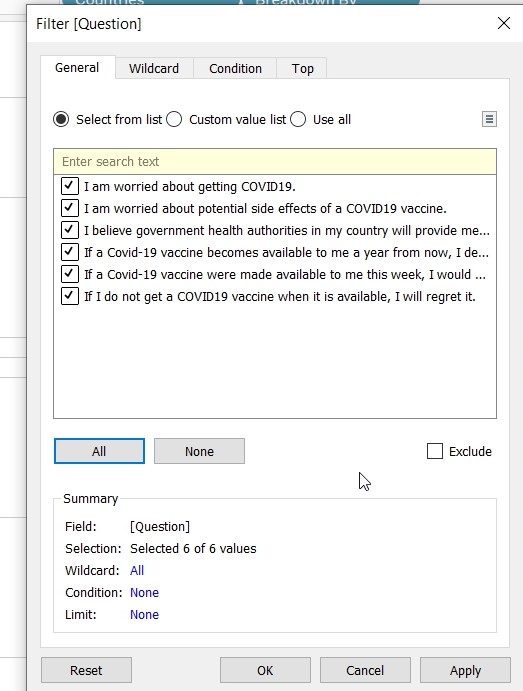 Countries
Breakdown By
Filter [Question]
General Wildcard Condition Top
Select from list Custom value list Use all
Enter search text
I am worried about getting COVID19.
I am worried about potential side effects of a COVID19 vaccine.
I believe government health authorities in my country will provide me...
If a Covid-19 vaccine becomes available to me a year from now, I de...
If a Covid-19 vaccine were made available to me this week, I would ...
If I do not get a COVID19 vaccine when it is available, I will regret it.
All None Exclude
Summary
Field: [Question]
Selection: Selected 6 of 6 values
Wildcard: All
Condition: None
Limit: None
Reset OK Cancel Apply